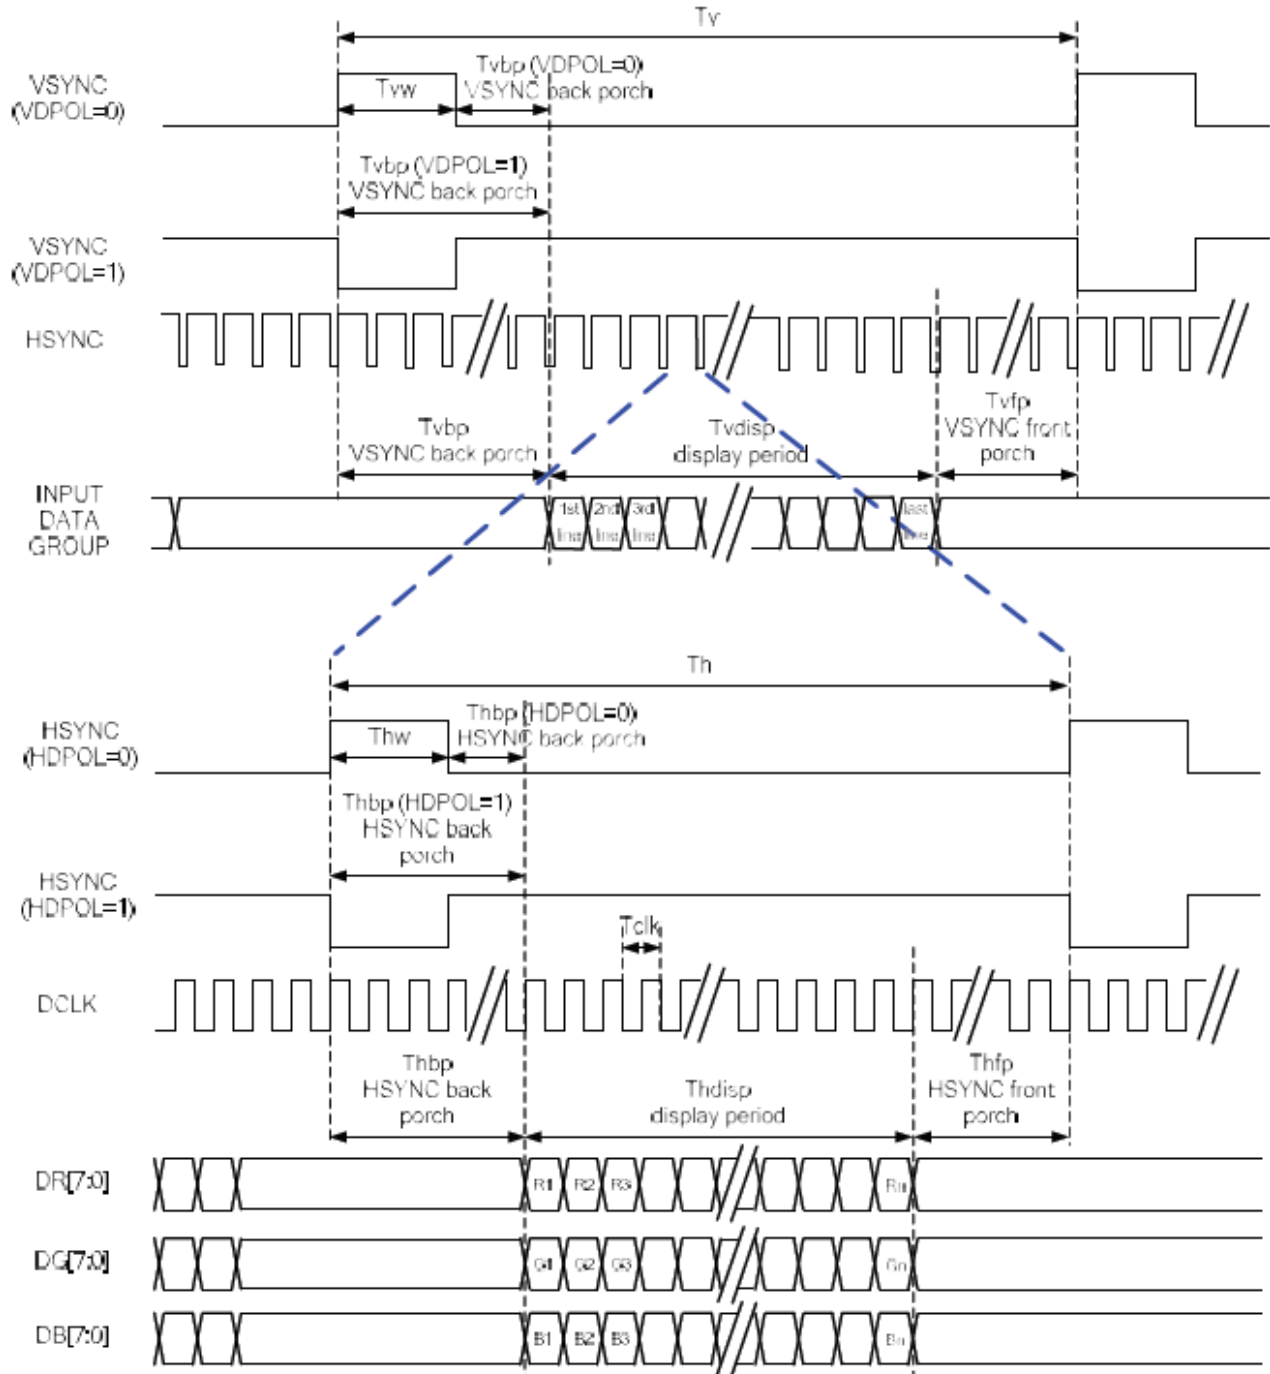 Tv
VSYNC
(VDPOL=0)
Tvw
Tvbp (VDPOL=0)
VSYNC back porch
Tvbp (VDPOL=1)
VSYNC back porch
VSYNC
(VDPOL=1)
HSYNC
Tvbp
VSYNC back porch
Tvdisp
display period
Tvfp
VSYNC front
porch
INPUT
DATA
GROUP
1st
line
2nd
line
3rd
line
last
line
Th
HSYNC
(HDPOL=0)
Thw
Thbp (HDPOL=0)
HSYNC back porch
Thbp (HDPOL=1)
HSYNC back
porch
HSYNC
(HDPOL=1)
Tclk
DCLK
Thbp
HSYNC back
porch
Thdisp
display period
Thfp
HSYNC front
porch
DR[7:0]
R1 R2 R3 Rn
DG[7:0]
G1 G2 G3 Gn
DB[7:0]
B1 B2 B3 Bn